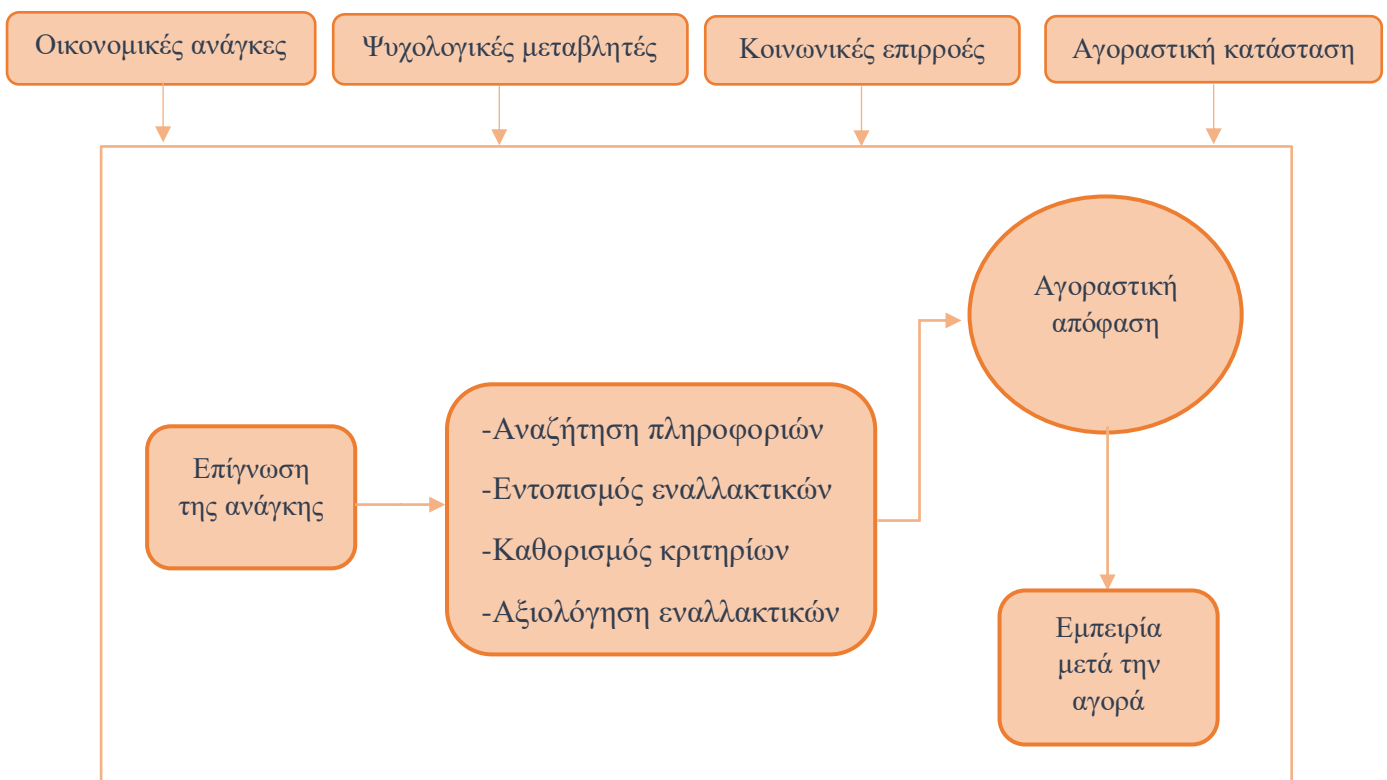 Οικονομικές ανάγκες
Ψυχολογικές μεταβλητές
Κοινωνικές επιρροές
Αγοραστική κατάσταση
Επίγνωση
της ανάγκης
-Αναζήτηση πληροφοριών
-Εντοπισμός εναλλακτικών
-Καθορισμός κριτηρίων
-Αξιολόγηση εναλλακτικών
Αγοραστική
απόφαση
Εμπειρία
μετά την
αγορά